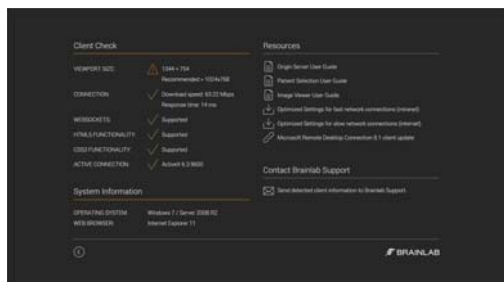 Client Check
VIEWPORT SIZE: 1344 × 754
Recommended > 1024x768
CONNECTION: Download speed: 63.22 Mbps
Response time: 14 ms
WEBSOCKETS: Supported
HTML5 FUNCTIONALITY: Supported
CSS3 FUNCTIONALITY: Supported
ACTIVE CONNECTION: ActiveX 6.3.9600
System Information
OPERATING SYSTEM: Windows 7 / Server 2008 R2
WEB BROWSER: Internet Explorer 11
Resources
Origin Server User Guide
Patient Selection User Guide
Image Viewer User Guide
Optimized Settings for fast network connections (intranet)
Optimized Settings for slow network connections (internet)
Microsoft Remote Desktop Connection 8.1 client update
Contact Brainlab Support
Send detected client information to Brainlab Support.
BRAINLAB